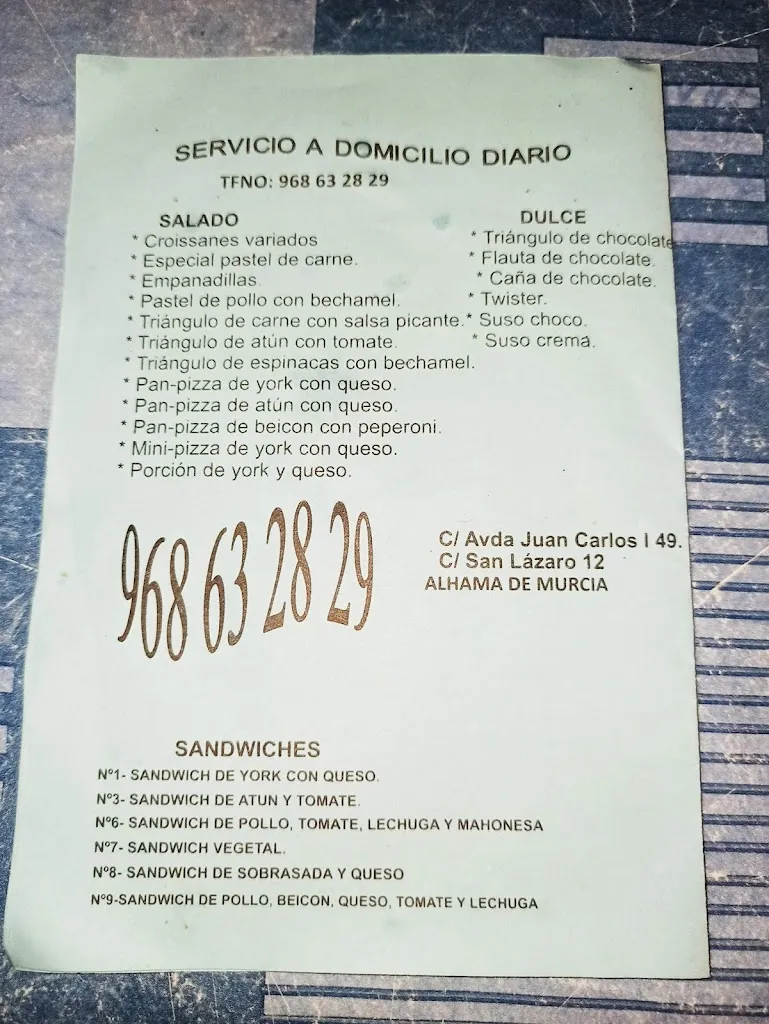 SERVICIO A DOMICILIO DIARIO
TFNO: 968 63 28 29
SALADO
* Croissanes variados
* Especial pastel de carne.
* Empanadillas.
* Pastel de pollo con bechamel.
* Triángulo de carne con salsa picante.
* Triángulo de atún con tomate.
* Triángulo de espinacas con bechamel.
* Pan-pizza de york con queso.
* Pan-pizza de atún con queso.
* Pan-pizza de beicon con peperoni.
* Mini-pizza de york con queso.
* Porción de york y queso.
DULCE
* Triángulo de chocolate
* Flauta de chocolate.
* Caña de chocolate.
* Twister.
* Suso choco.
* Suso crema.
968 63 28 29
C/ Avda Juan Carlos I 49.
C/ San Lázaro 12
ALHAMA DE MURCIA
SANDWICHES
Nº1- SANDWICH DE YORK CON QUESO.
Nº3- SANDWICH DE ATUN Y TOMATE.
Nº6- SANDWICH DE POLLO, TOMATE, LECHUGA Y MAHONESA
Nº7- SANDWICH VEGETAL.
Nº8- SANDWICH DE SOBRASADA Y QUESO
Nº9-SANDWICH DE POLLO, BEICON, QUESO, TOMATE Y LECHUGA